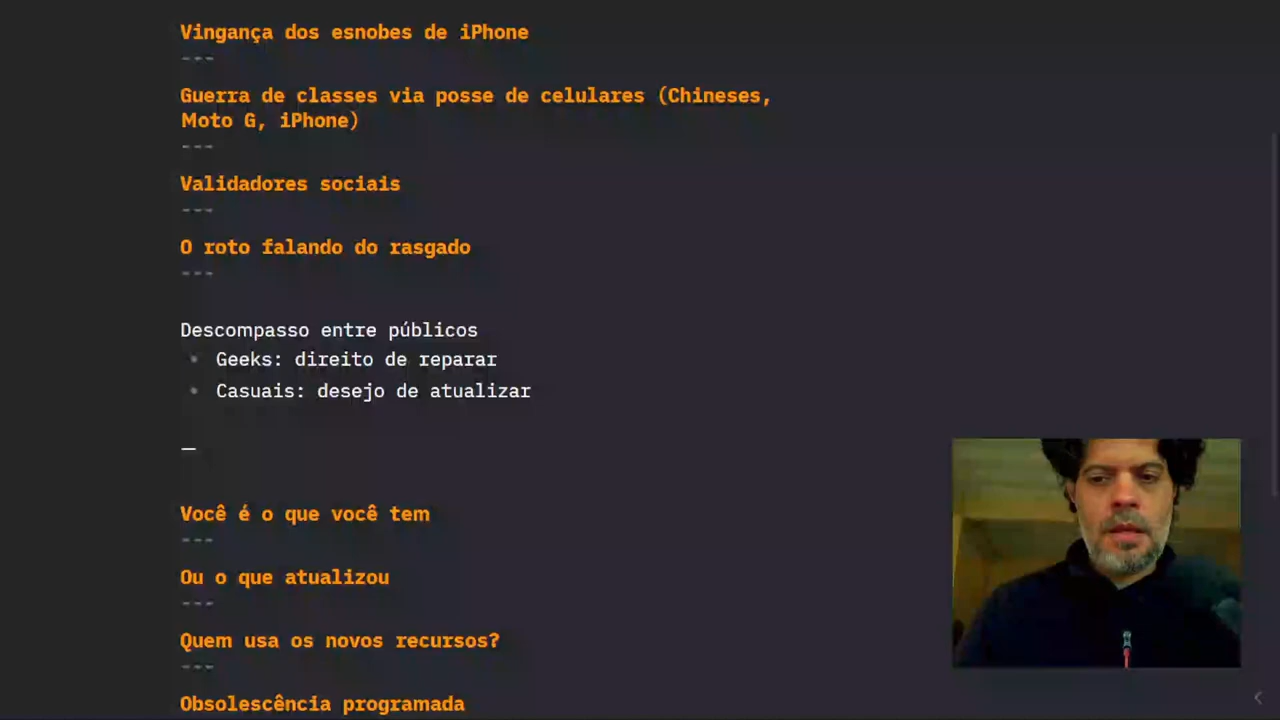 Vingança dos esnobes de iPhone
---
Guerra de classes via posse de celulares (Chineses,
Moto G, iPhone)
---
Validadores sociais
---
O roto falando do rasgado
---
Descompasso entre públicos
• Geeks: direito de reparar
• Casuais: desejo de atualizar
—
Você é o que você tem
---
Ou o que atualizou
---
Quem usa os novos recursos?
---
Obsolescência programada